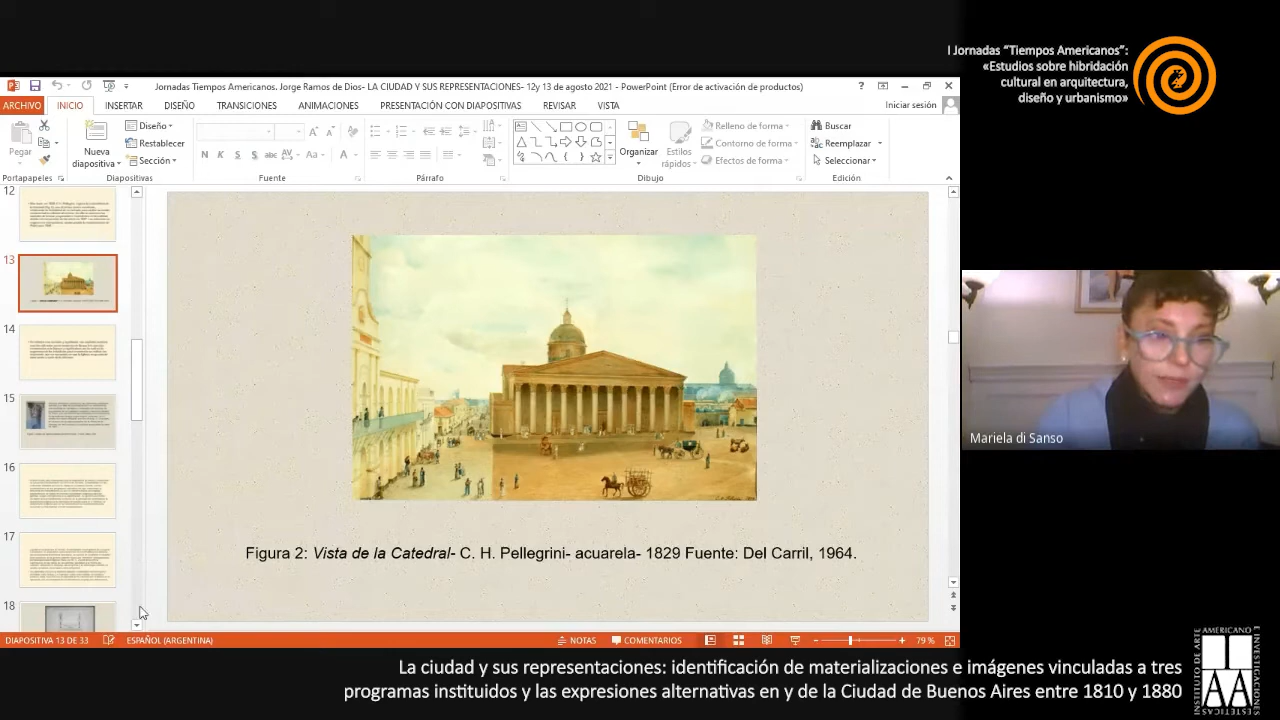 I Jornadas "Tiempos Americanos":
«Estudios sobre hibridación
cultural en arquitectura,
diseño y urbanismo»
Jornadas Tiempos Americanos. Jorge Ramos de Dios- LA CIUDAD Y SUS REPRESENTACIONES- 12y 13 de agosto 2021 - PowerPoint (Error de activación de productos)
ARCHIVO INICIO INSERTAR DISEÑO TRANSICIONES ANIMACIONES PRESENTACIÓN CON DIAPOSITIVAS REVISAR VISTA Iniciar sesión
Pegar
Nueva
diapositiva
Diseño
Restablecer
Sección
N K S S abc AV Aa A
Organizar
Estilos
rápidos
Relleno de forma
Contorno de forma
Efectos de forma
Buscar
Reemplazar
Seleccionar
Portapapeles Diapositivas Fuente Párrafo Dibujo Edición
12
13
14
15
16
17
18
Figura 2: Vista de la Catedral- C. H. Pellegrini- acuarela- 1829 Fuente: Del Carril, 1964.
Mariela di Sanso
DIAPOSITIVA 13 DE 33 ESPAÑOL (ARGENTINA) NOTAS COMENTARIOS 79 %
La ciudad y sus representaciones: identificación de materializaciones e imágenes vinculadas a tres
programas instituidos y las expresiones alternativas en y de la Ciudad de Buenos Aires entre 1810 y 1880
INSTITUTO DE ARTE
AMERICANO
E INVESTIGACIONES
ESTÉTICAS
IAA